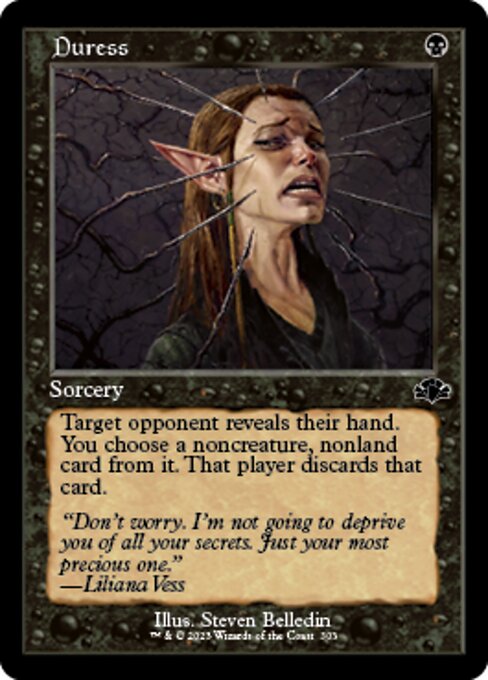 Duress
Sorcery
Target opponent reveals their hand.
You choose a noncreature, nonland
card from it. That player discards that
card.
“Don’t worry. I’m not going to deprive
you of all your secrets. Just your most
precious one.”
—Liliana Vess
Illus. Steven Belledin
™ & © 2023 Wizards of the Coast 303